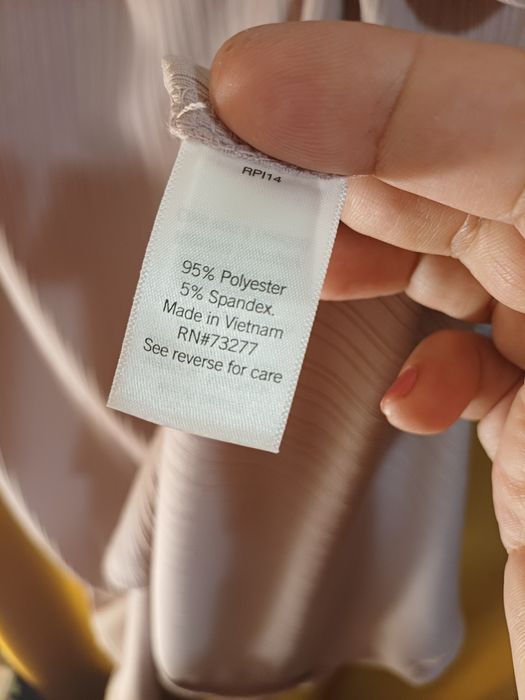 RPI14
95% Polyester
5% Spandex.
Made in Vietnam
RN#73277
See reverse for care